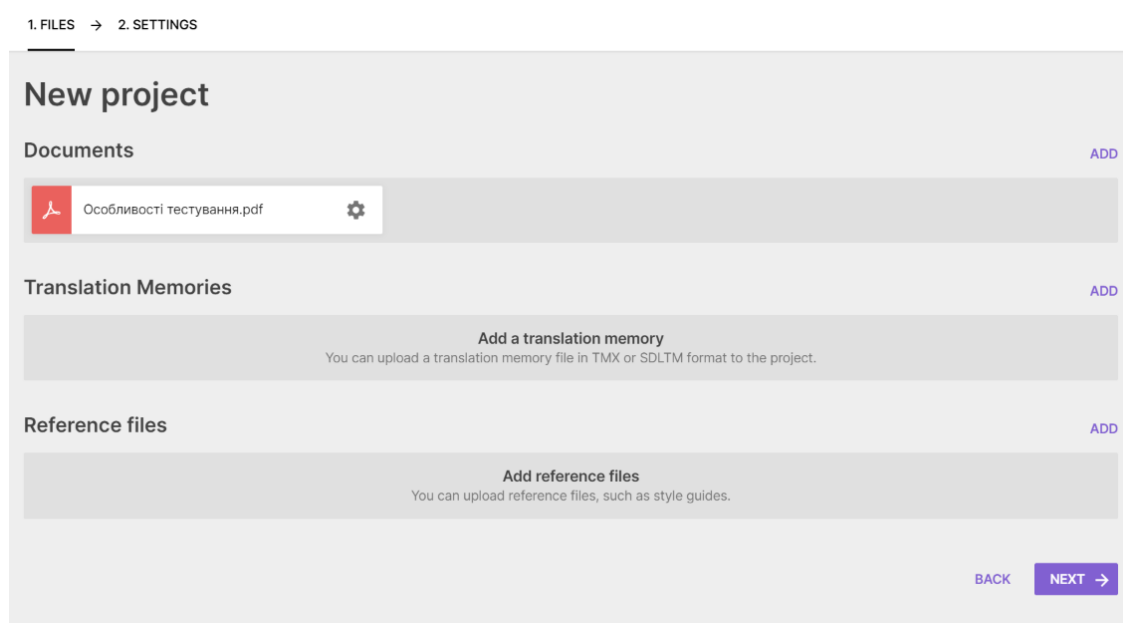 1. FILES → 2. SETTINGS
New project
Documents
ADD
Особливості тестування.pdf
Translation Memories
ADD
Add a translation memory
You can upload a translation memory file in TMX or SDLTM format to the project.
Reference files
ADD
Add reference files
You can upload reference files, such as style guides.
BACK NEXT →